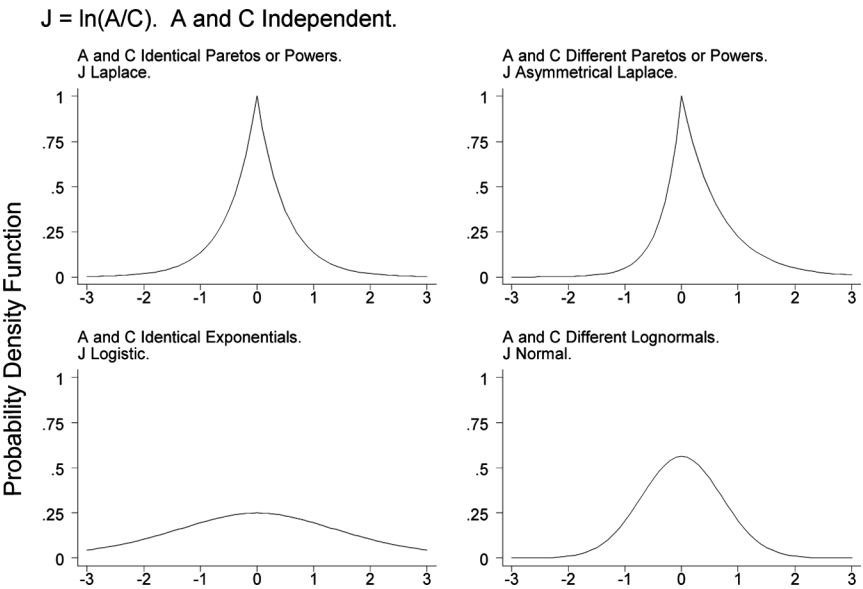 J = ln(A/C).  A and C Independent.
A and C Identical Paretos or Powers.
J Laplace.
1
.75
.5
.25
0
-3 -2 -1 0 1 2 3
A and C Different Paretos or Powers.
J Asymmetrical Laplace.
1
.75
.5
.25
0
-3 -2 -1 0 1 2 3
Probability Density Function
A and C Identical Exponentials.
J Logistic.
1
.75
.5
.25
0
-3 -2 -1 0 1 2 3
A and C Different Lognormals.
J Normal.
1
.75
.5
.25
0
-3 -2 -1 0 1 2 3